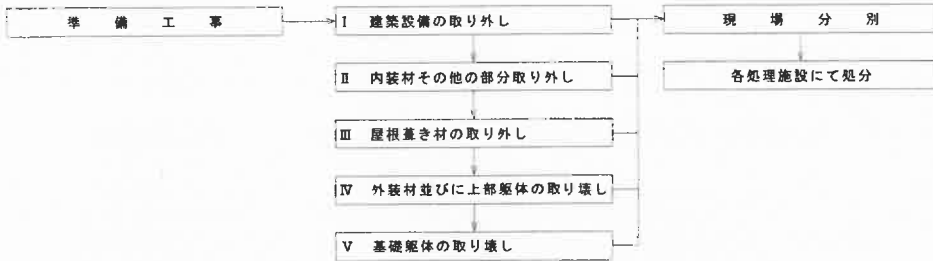 準備工事
Ⅰ 建築設備の取り外し
現場分別
Ⅱ 内装材その他の部分取り外し
各処理施設にて処分
Ⅲ 屋根葺き材の取り外し
Ⅳ 外装材並びに上部躯体の取り壊し
Ⅴ 基礎躯体の取り壊し